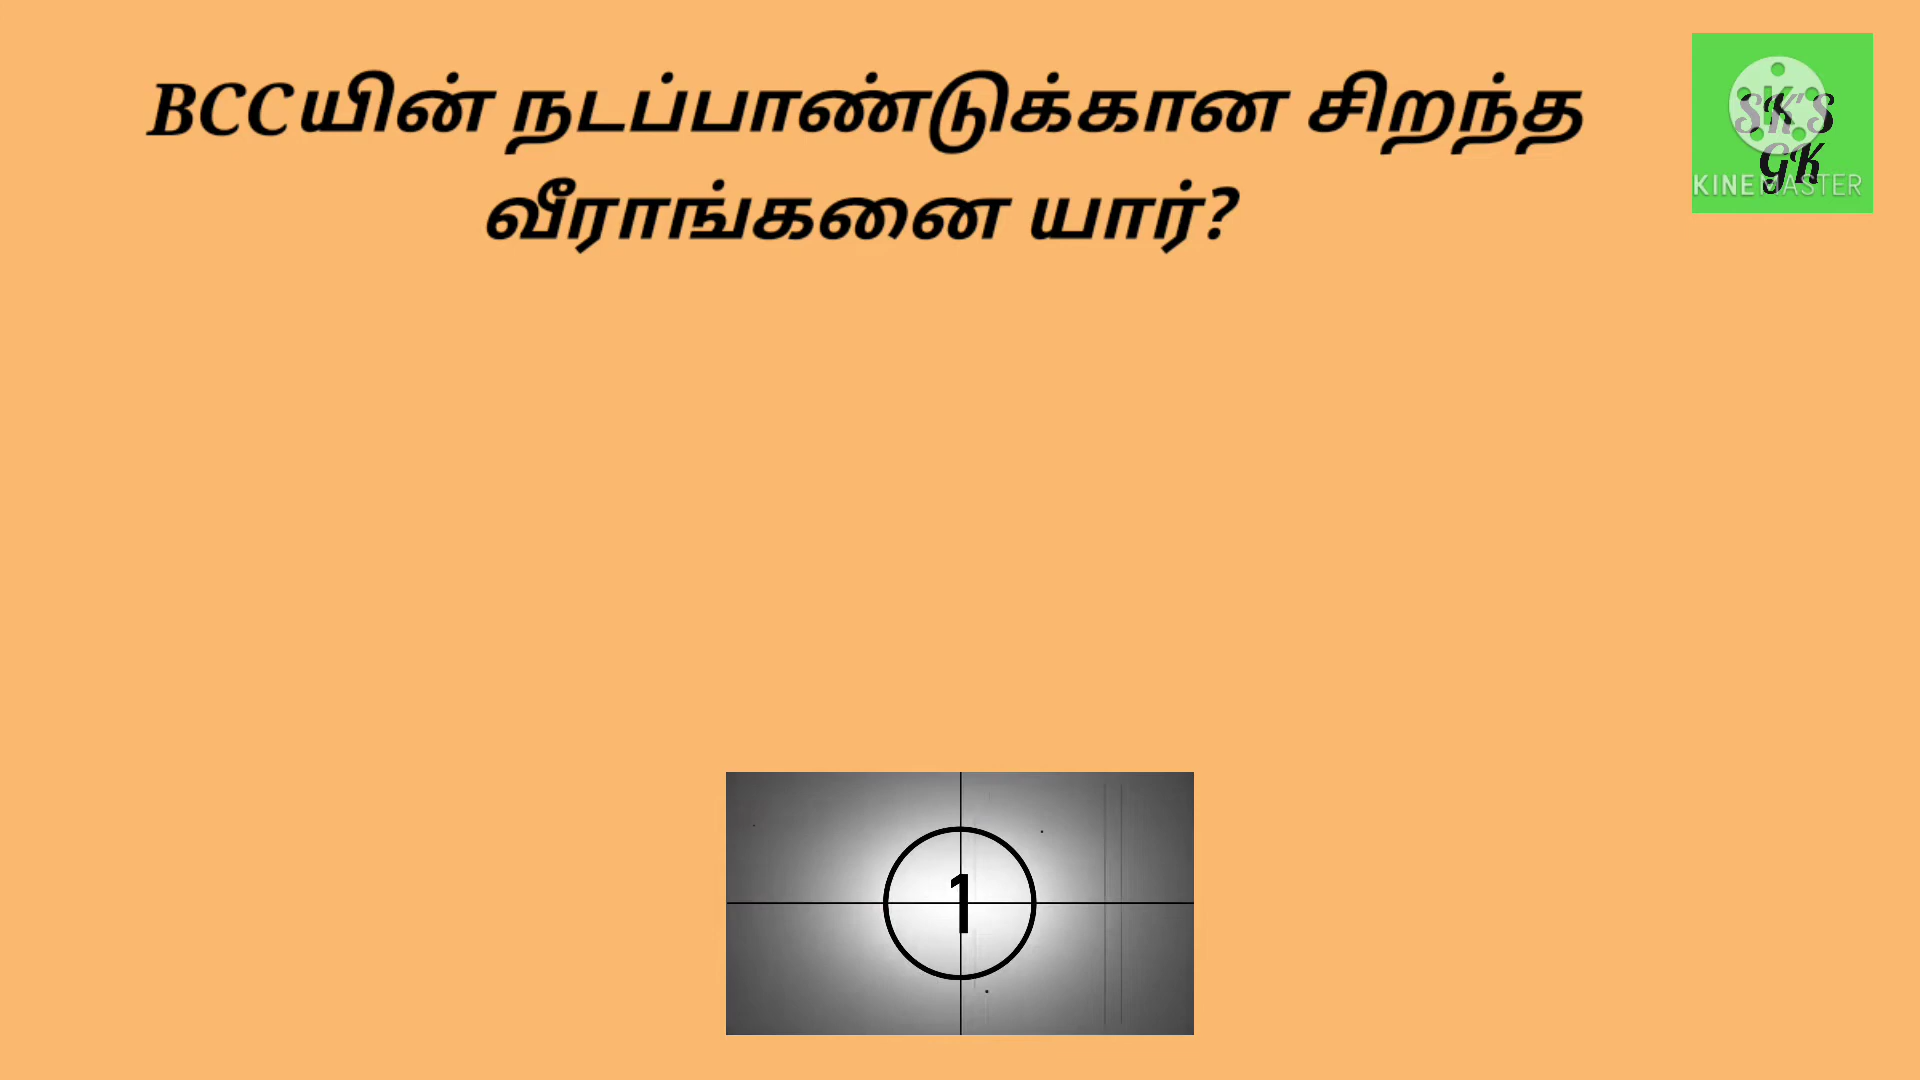 BCCயின் நடப்பாண்டுக்கான சிறந்த
வீராங்கனை யார்?
SK'S
GK
KINEMASTER
1